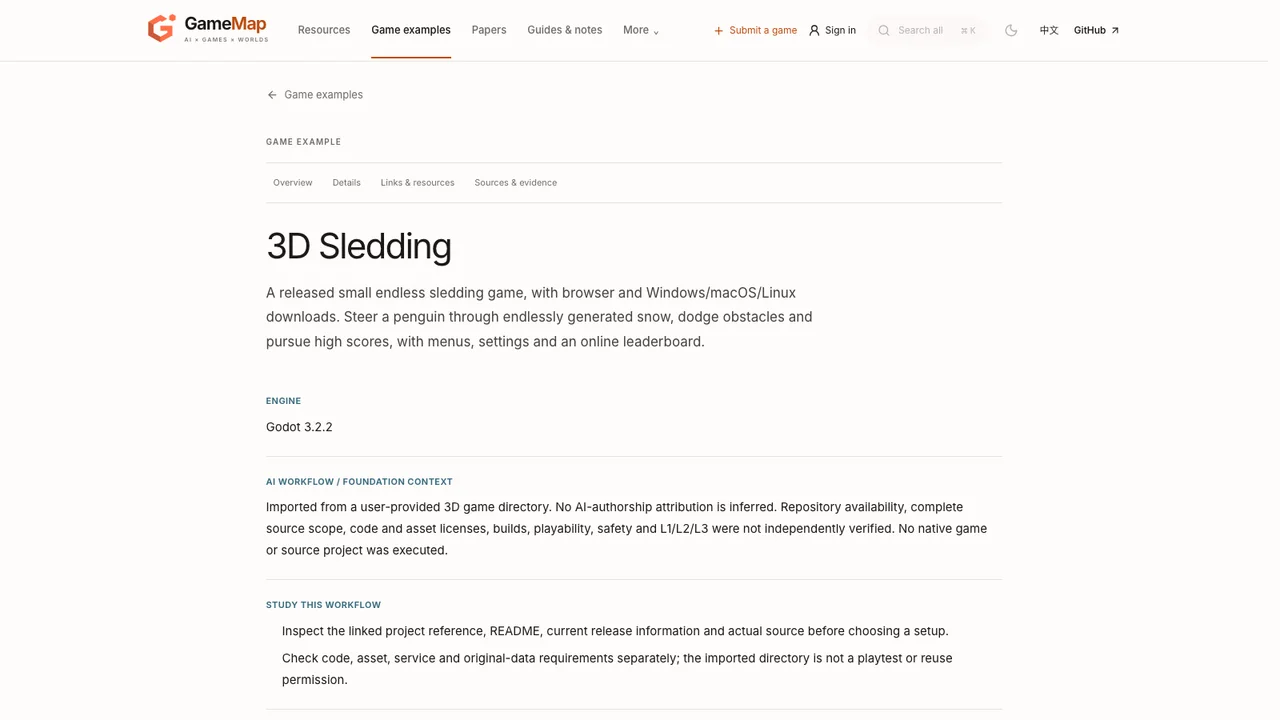 GameMap
AI × GAMES × WORLDS
Resources
Game examples
Papers
Guides & notes
More
+ Submit a game
Sign in
Search all
⌘ K
中文
GitHub ↗
← Game examples
GAME EXAMPLE
Overview
Details
Links & resources
Sources & evidence
3D Sledding
A released small endless sledding game, with browser and Windows/macOS/Linux
downloads. Steer a penguin through endlessly generated snow, dodge obstacles and
pursue high scores, with menus, settings and an online leaderboard.
ENGINE
Godot 3.2.2
AI WORKFLOW / FOUNDATION CONTEXT
Imported from a user-provided 3D game directory. No AI-authorship attribution is inferred. Repository availability, complete
source scope, code and asset licenses, builds, playability, safety and L1/L2/L3 were not independently verified. No native game
or source project was executed.
STUDY THIS WORKFLOW
Inspect the linked project reference, README, current release information and actual source before choosing a setup.
Check code, asset, service and original-data requirements separately; the imported directory is not a playtest or reuse
permission.